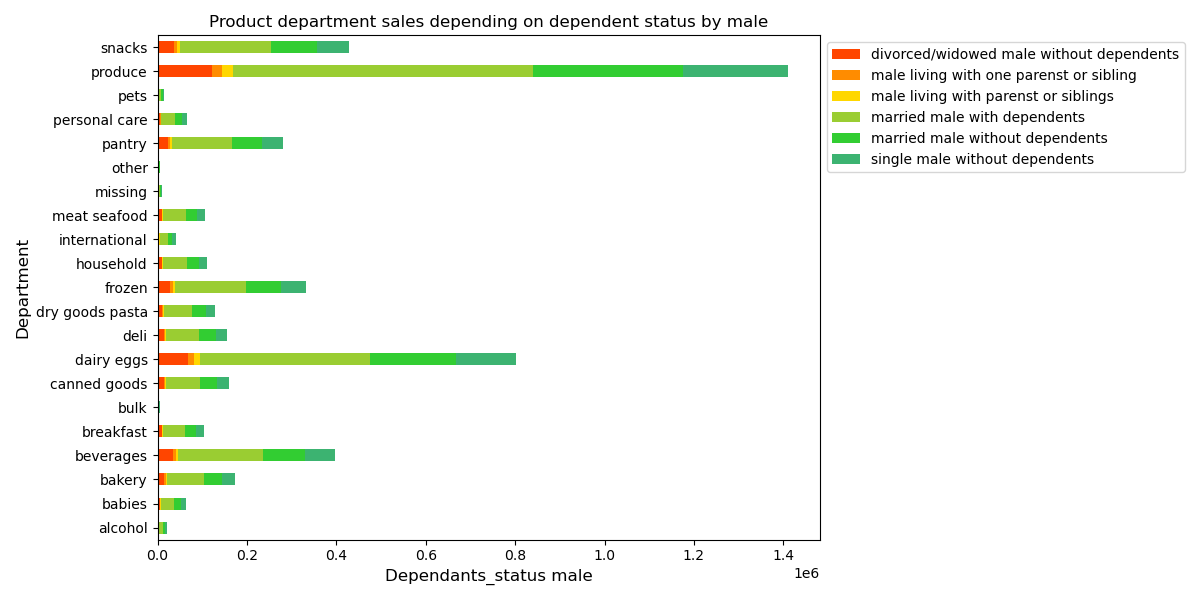 Product department sales depending on dependent status by male
snacks
produce
pets
personal care
pantry
other
missing
meat seafood
international
household
frozen
dry goods pasta
deli
dairy eggs
canned goods
bulk
breakfast
beverages
bakery
babies
alcohol
Department
0.0 0.2 0.4 0.6 0.8 1.0 1.2 1.4
1e6
Dependants_status male
divorced/widowed male without dependents
male living with one parenst or sibling
male living with parenst or siblings
married male with dependents
married male without dependents
single male without dependents